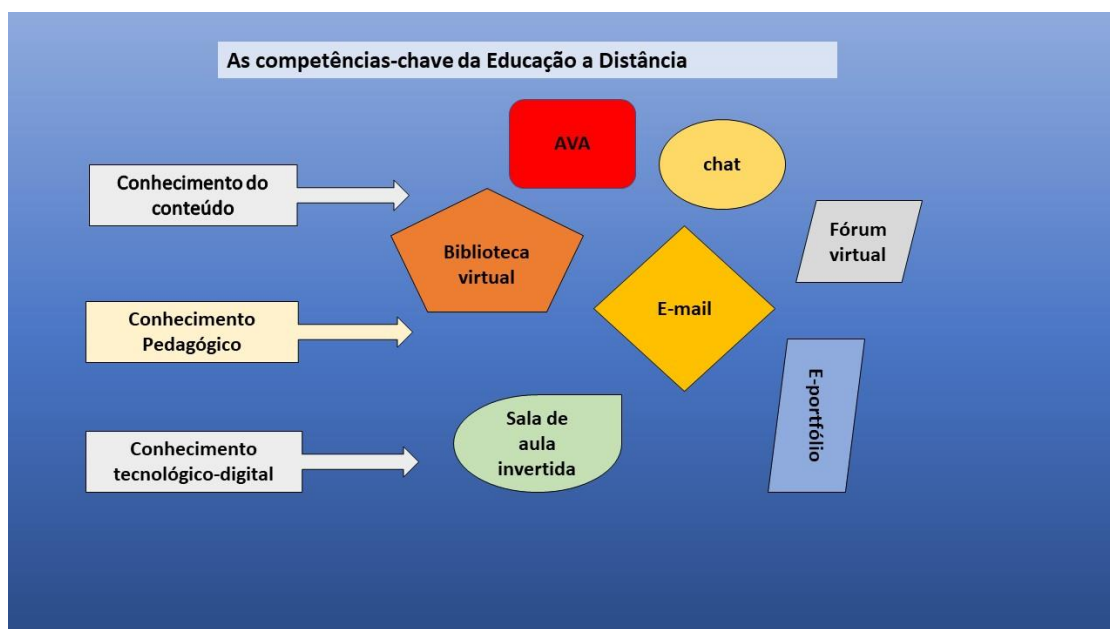 As competências-chave da Educação a Distância
AVA
chat
Conhecimento do
conteúdo
Biblioteca
virtual
Fórum
virtual
E-mail
Conhecimento
Pedagógico
E-portfólio
Sala de
aula
invertida
Conhecimento
tecnológico-digital